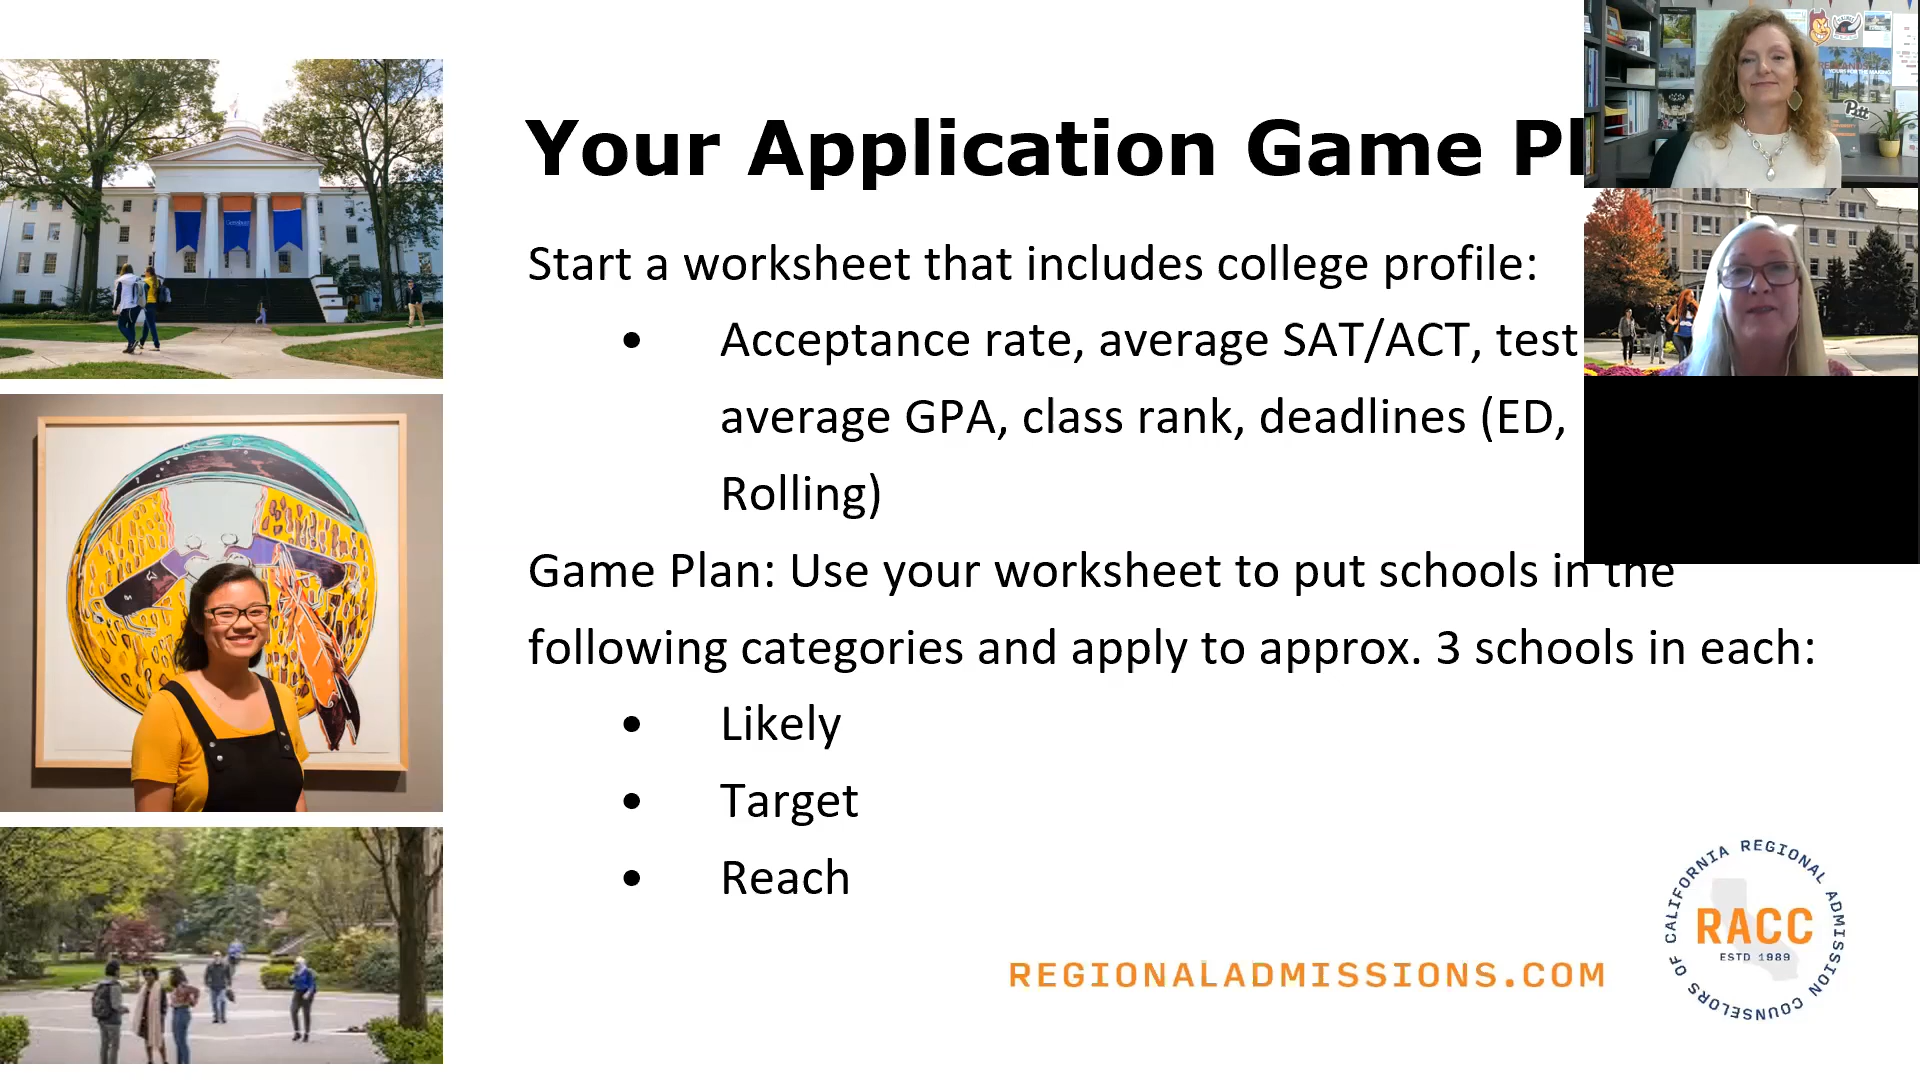 Your Application Game Pl
Start a worksheet that includes college profile:
• Acceptance rate, average SAT/ACT, test
average GPA, class rank, deadlines (ED,
Rolling)
Game Plan: Use your worksheet to put schools in the
following categories and apply to approx. 3 schools in each:
• Likely
• Target
• Reach
REGIONALADMISSIONS.COM
CALIFORNIA REGIONAL ADMISSION COUNSELORS OF
RACC
ESTD 1989
Pitt